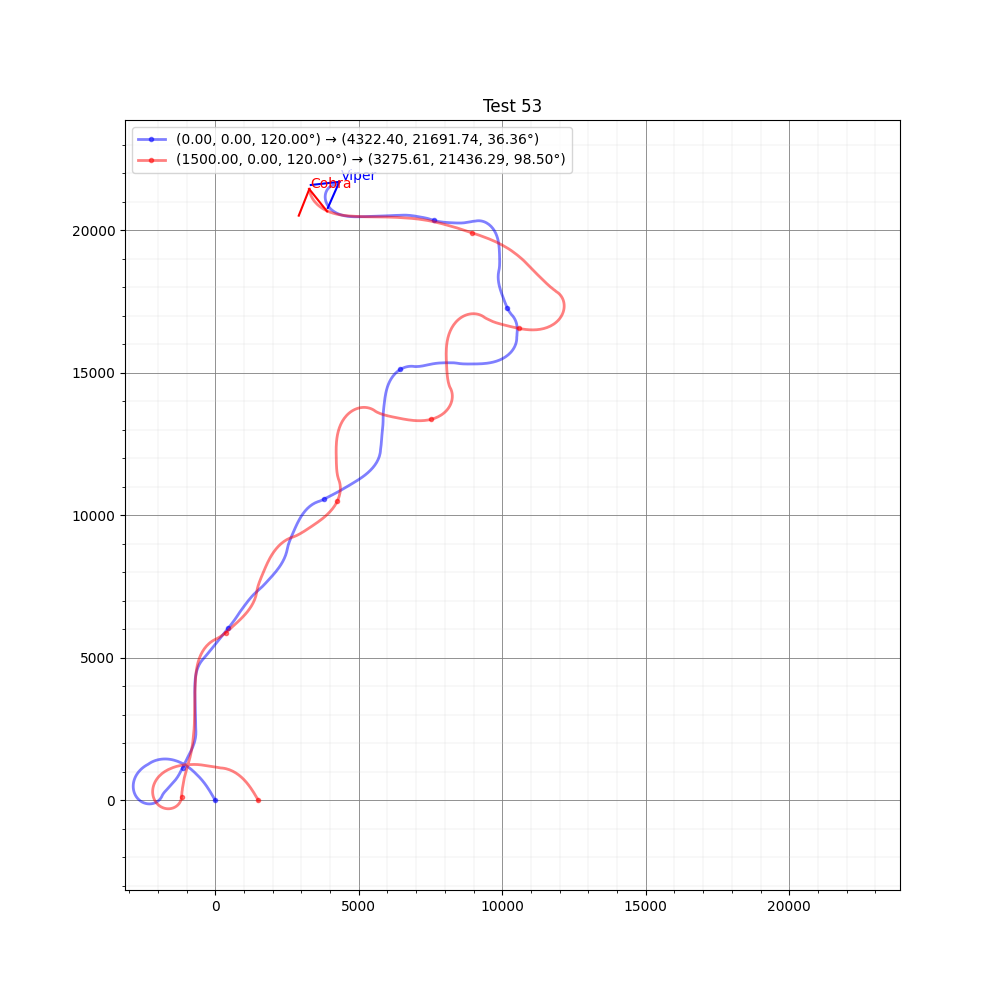 Test 53
(0.00, 0.00, 120.00°) → (4322.40, 21691.74, 36.36°)
(1500.00, 0.00, 120.00°) → (3275.61, 21436.29, 98.50°)
Viper
Cobra
20000
15000
10000
5000
0
0 5000 10000 15000 20000